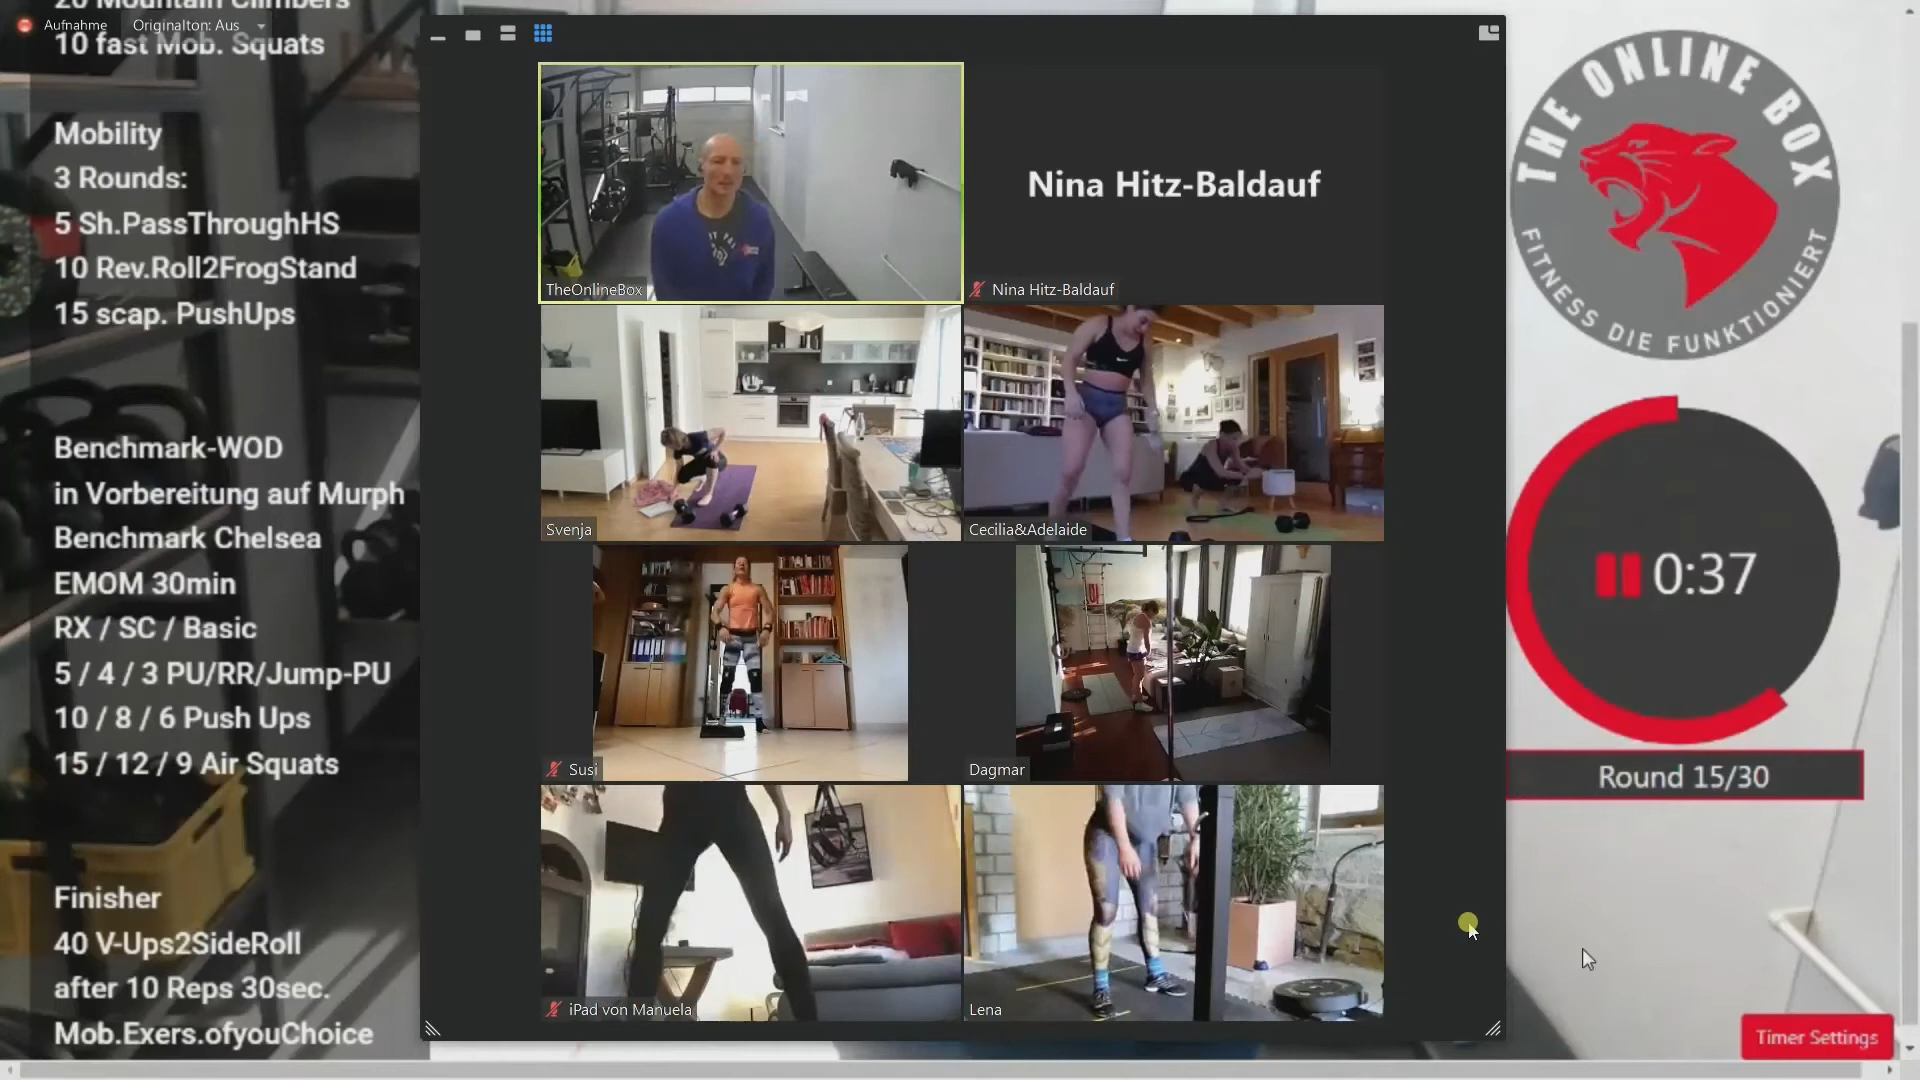 20 Mountain Climbers
Aufnahme
Originalton: Aus
10 fast Mob. Squats
Mobility
3 Rounds:
5 Sh.PassThroughHS
10 Rev.Roll2FrogStand
15 scap. PushUps
Benchmark-WOD
in Vorbereitung auf Murph
Benchmark Chelsea
EMOM 30min
RX / SC / Basic
5 / 4 / 3 PU/RR/Jump-PU
10 / 8 / 6 Push Ups
15 / 12 / 9 Air Squats
Finisher
40 V-Ups2SideRoll
after 10 Reps 30sec.
Mob.Exers.ofyouChoice
TheOnlineBox
Nina Hitz-Baldauf
Nina Hitz-Baldauf
Svenja
Cecilia&Adelaide
Susi
Dagmar
iPad von Manuela
Lena
THE ONLINE BOX
FITNESS DIE FUNKTIONIERT
0:37
Round 15/30
Timer Settings